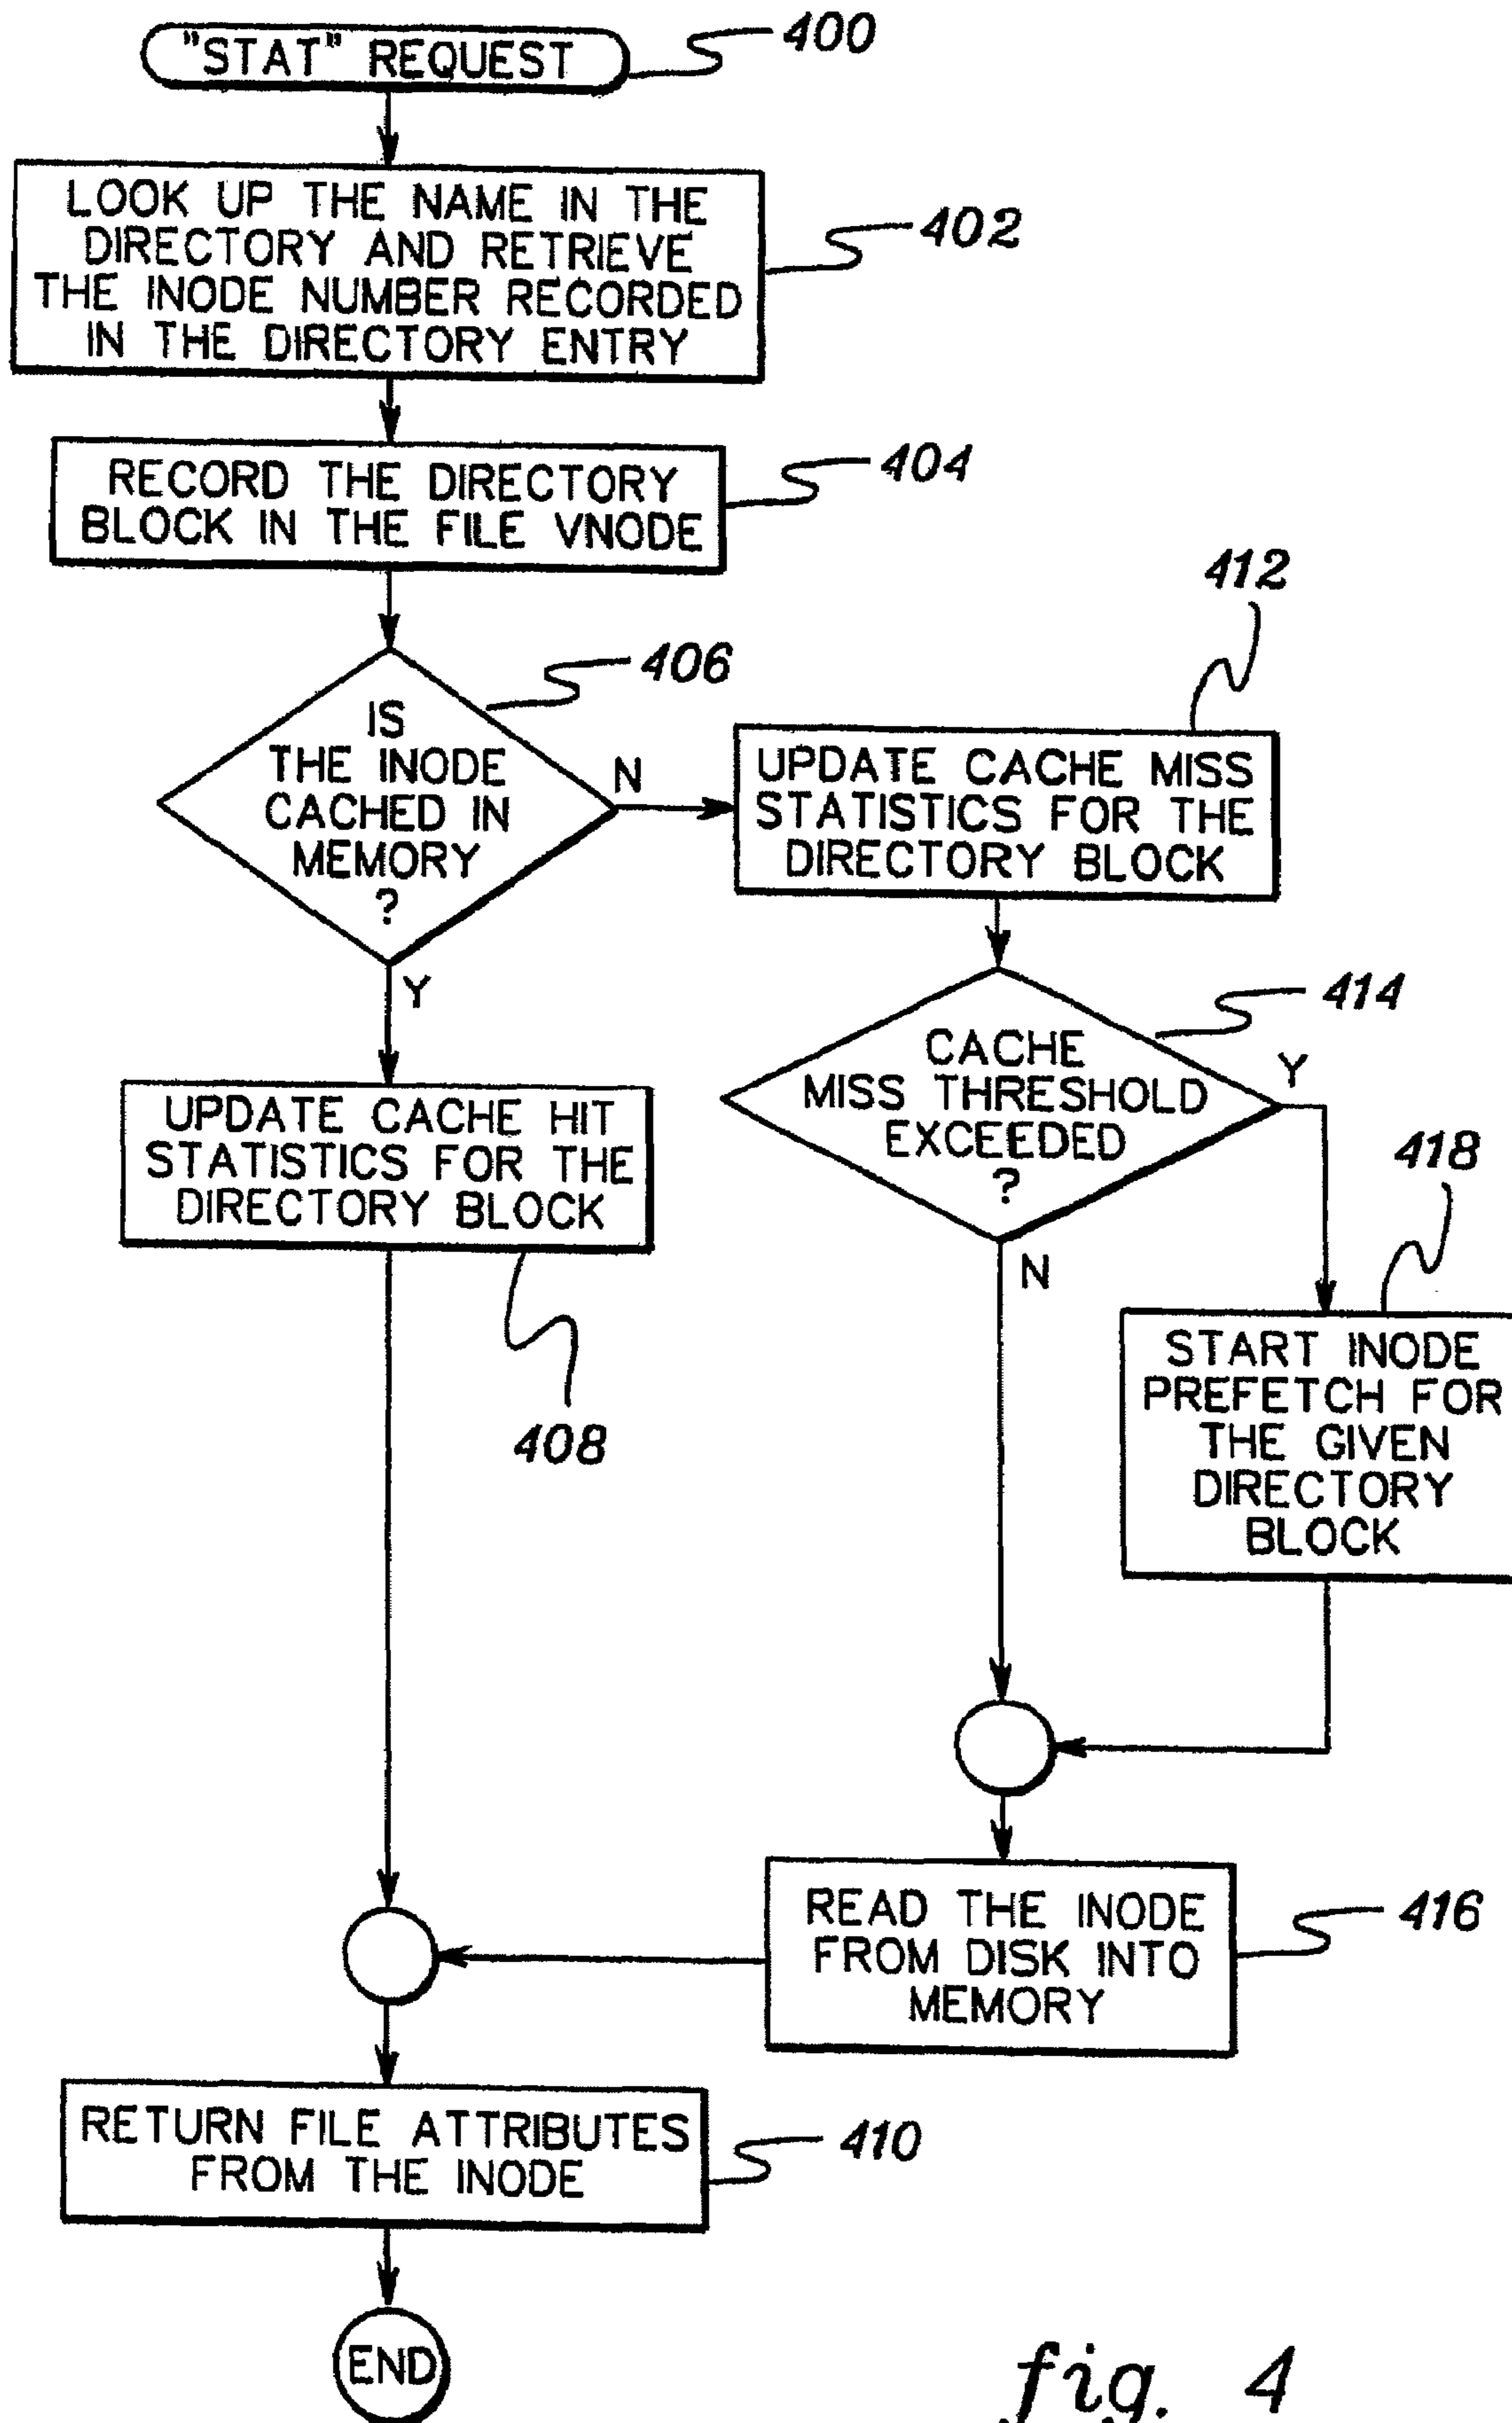 "STAT" REQUEST
400
LOOK UP THE NAME IN THE
DIRECTORY AND RETRIEVE
THE INODE NUMBER RECORDED
IN THE DIRECTORY ENTRY
402
RECORD THE DIRECTORY
BLOCK IN THE FILE VNODE
404
IS
THE INODE
CACHED IN
MEMORY
?
406
N
Y
412
UPDATE CACHE MISS
STATISTICS FOR THE
DIRECTORY BLOCK
CACHE
MISS THRESHOLD
EXCEEDED
?
414
Y
N
UPDATE CACHE HIT
STATISTICS FOR THE
DIRECTORY BLOCK
408
418
START INODE
PREFETCH FOR
THE GIVEN
DIRECTORY
BLOCK
READ THE INODE
FROM DISK INTO
MEMORY
416
RETURN FILE ATTRIBUTES
FROM THE INODE
410
END
fig. 4